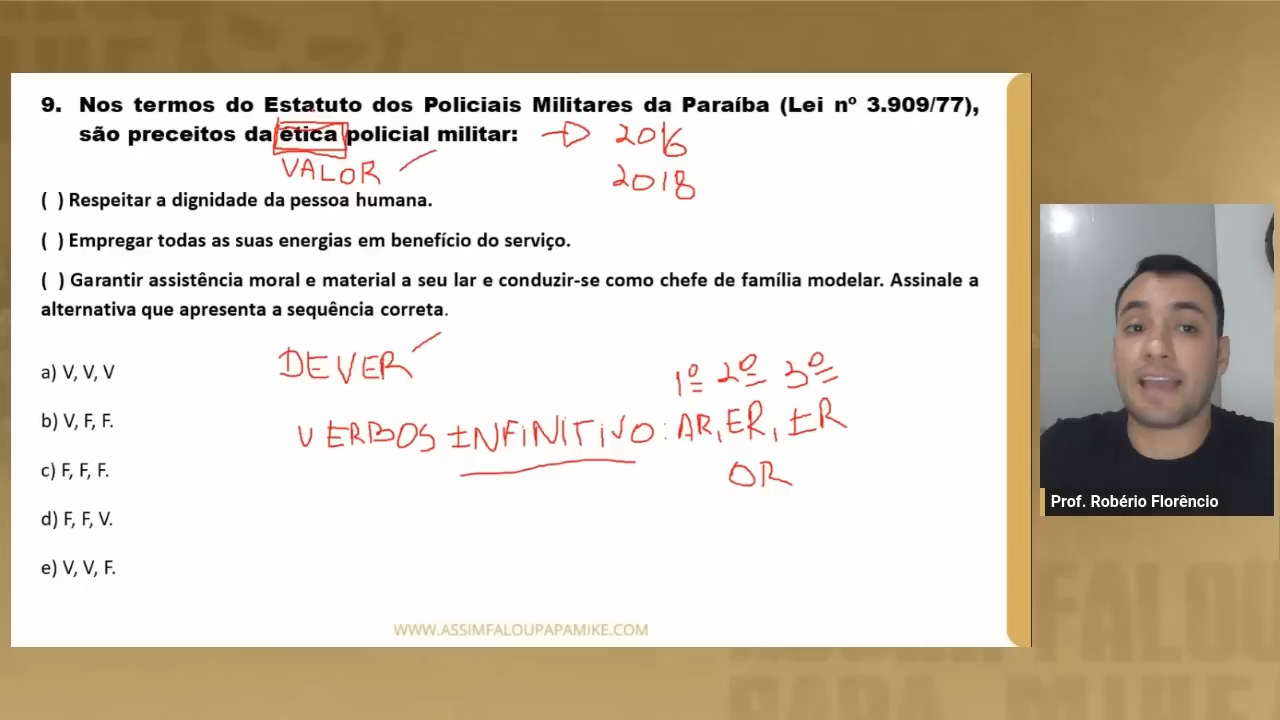 9. Nos termos do Estatuto dos Policiais Militares da Paraíba (Lei nº 3.909/77),
são preceitos da ética policial militar: 2016
VALOR 2018
( ) Respeitar a dignidade da pessoa humana.
( ) Empregar todas as suas energias em benefício do serviço.
( ) Garantir assistência moral e material a seu lar e conduzir-se como chefe de família modelar. Assinale a
alternativa que apresenta a sequência correta.
DEVER
a) V, V, V
1º 2º 3º
b) V, F, F.
VERBOS INFINITIVO: AR, ER, IR
OR
c) F, F, F.
d) F, F, V.
e) V, V, F.
WWW.ASSIMFALOUPAPAMIKE.COM
Prof. Robério Florêncio